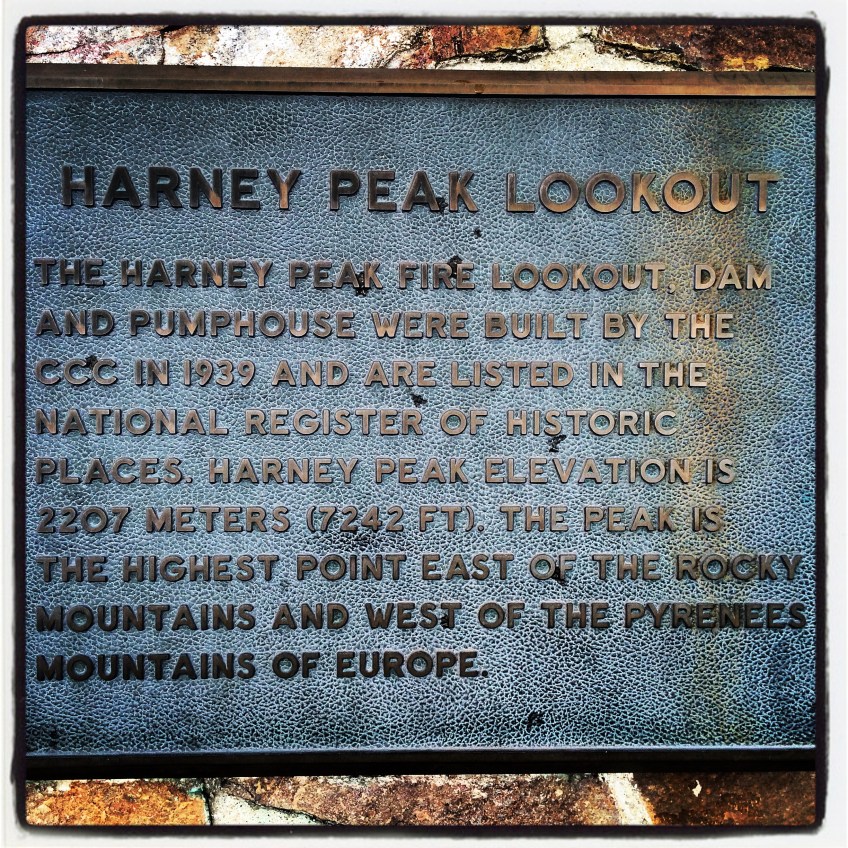 HARNEY PEAK LOOKOUT
THE HARNEY PEAK FIRE LOOKOUT, DAM
AND PUMPHOUSE WERE BUILT BY THE
CCC IN 1939 AND ARE LISTED IN THE
NATIONAL REGISTER OF HISTORIC
PLACES. HARNEY PEAK ELEVATION IS
2207 METERS (7242 FT). THE PEAK IS
THE HIGHEST POINT EAST OF THE ROCKY
MOUNTAINS AND WEST OF THE PYRENEES
MOUNTAINS OF EUROPE.